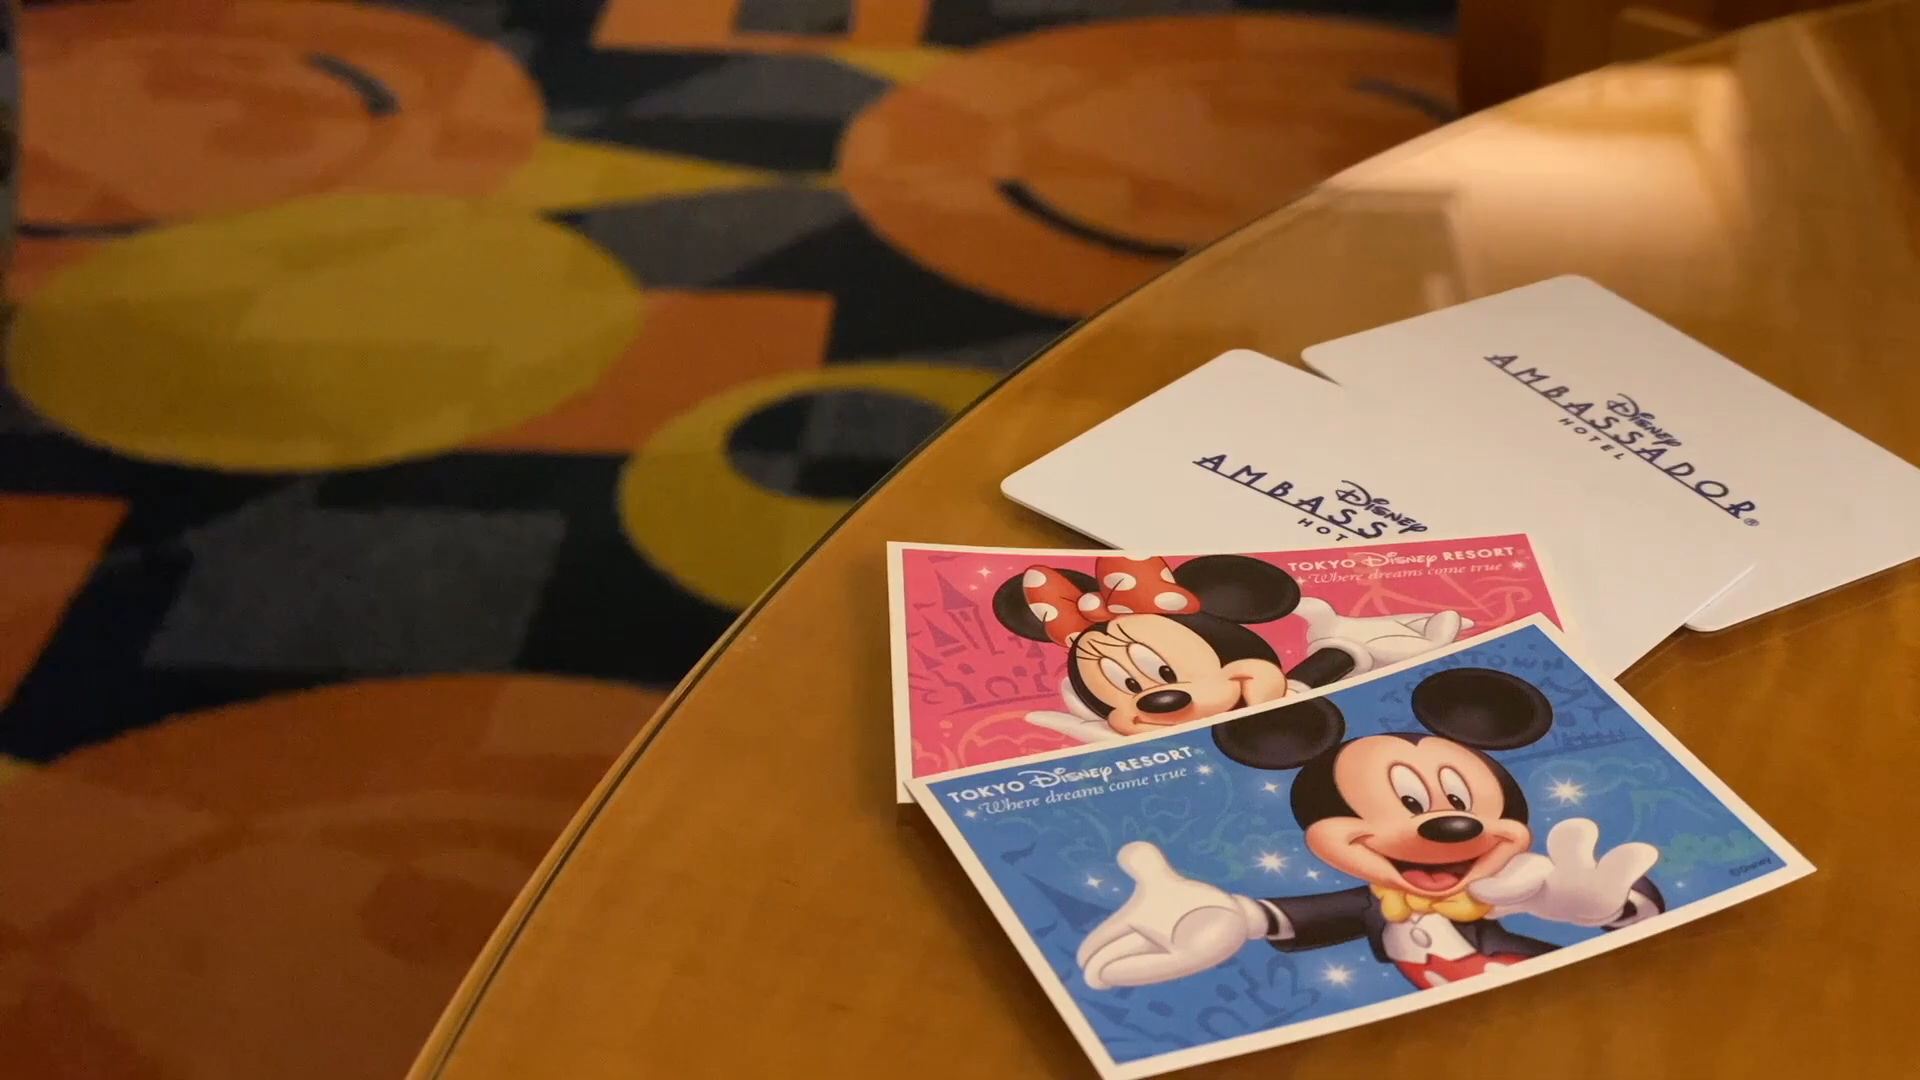 Disney
AMBASSADOR®
HOTEL
Disney
AMBASS
HOT
TOKYO Disney RESORT®
Where dreams come true
TOKYO Disney RESORT®
Where dreams come true
©Disney